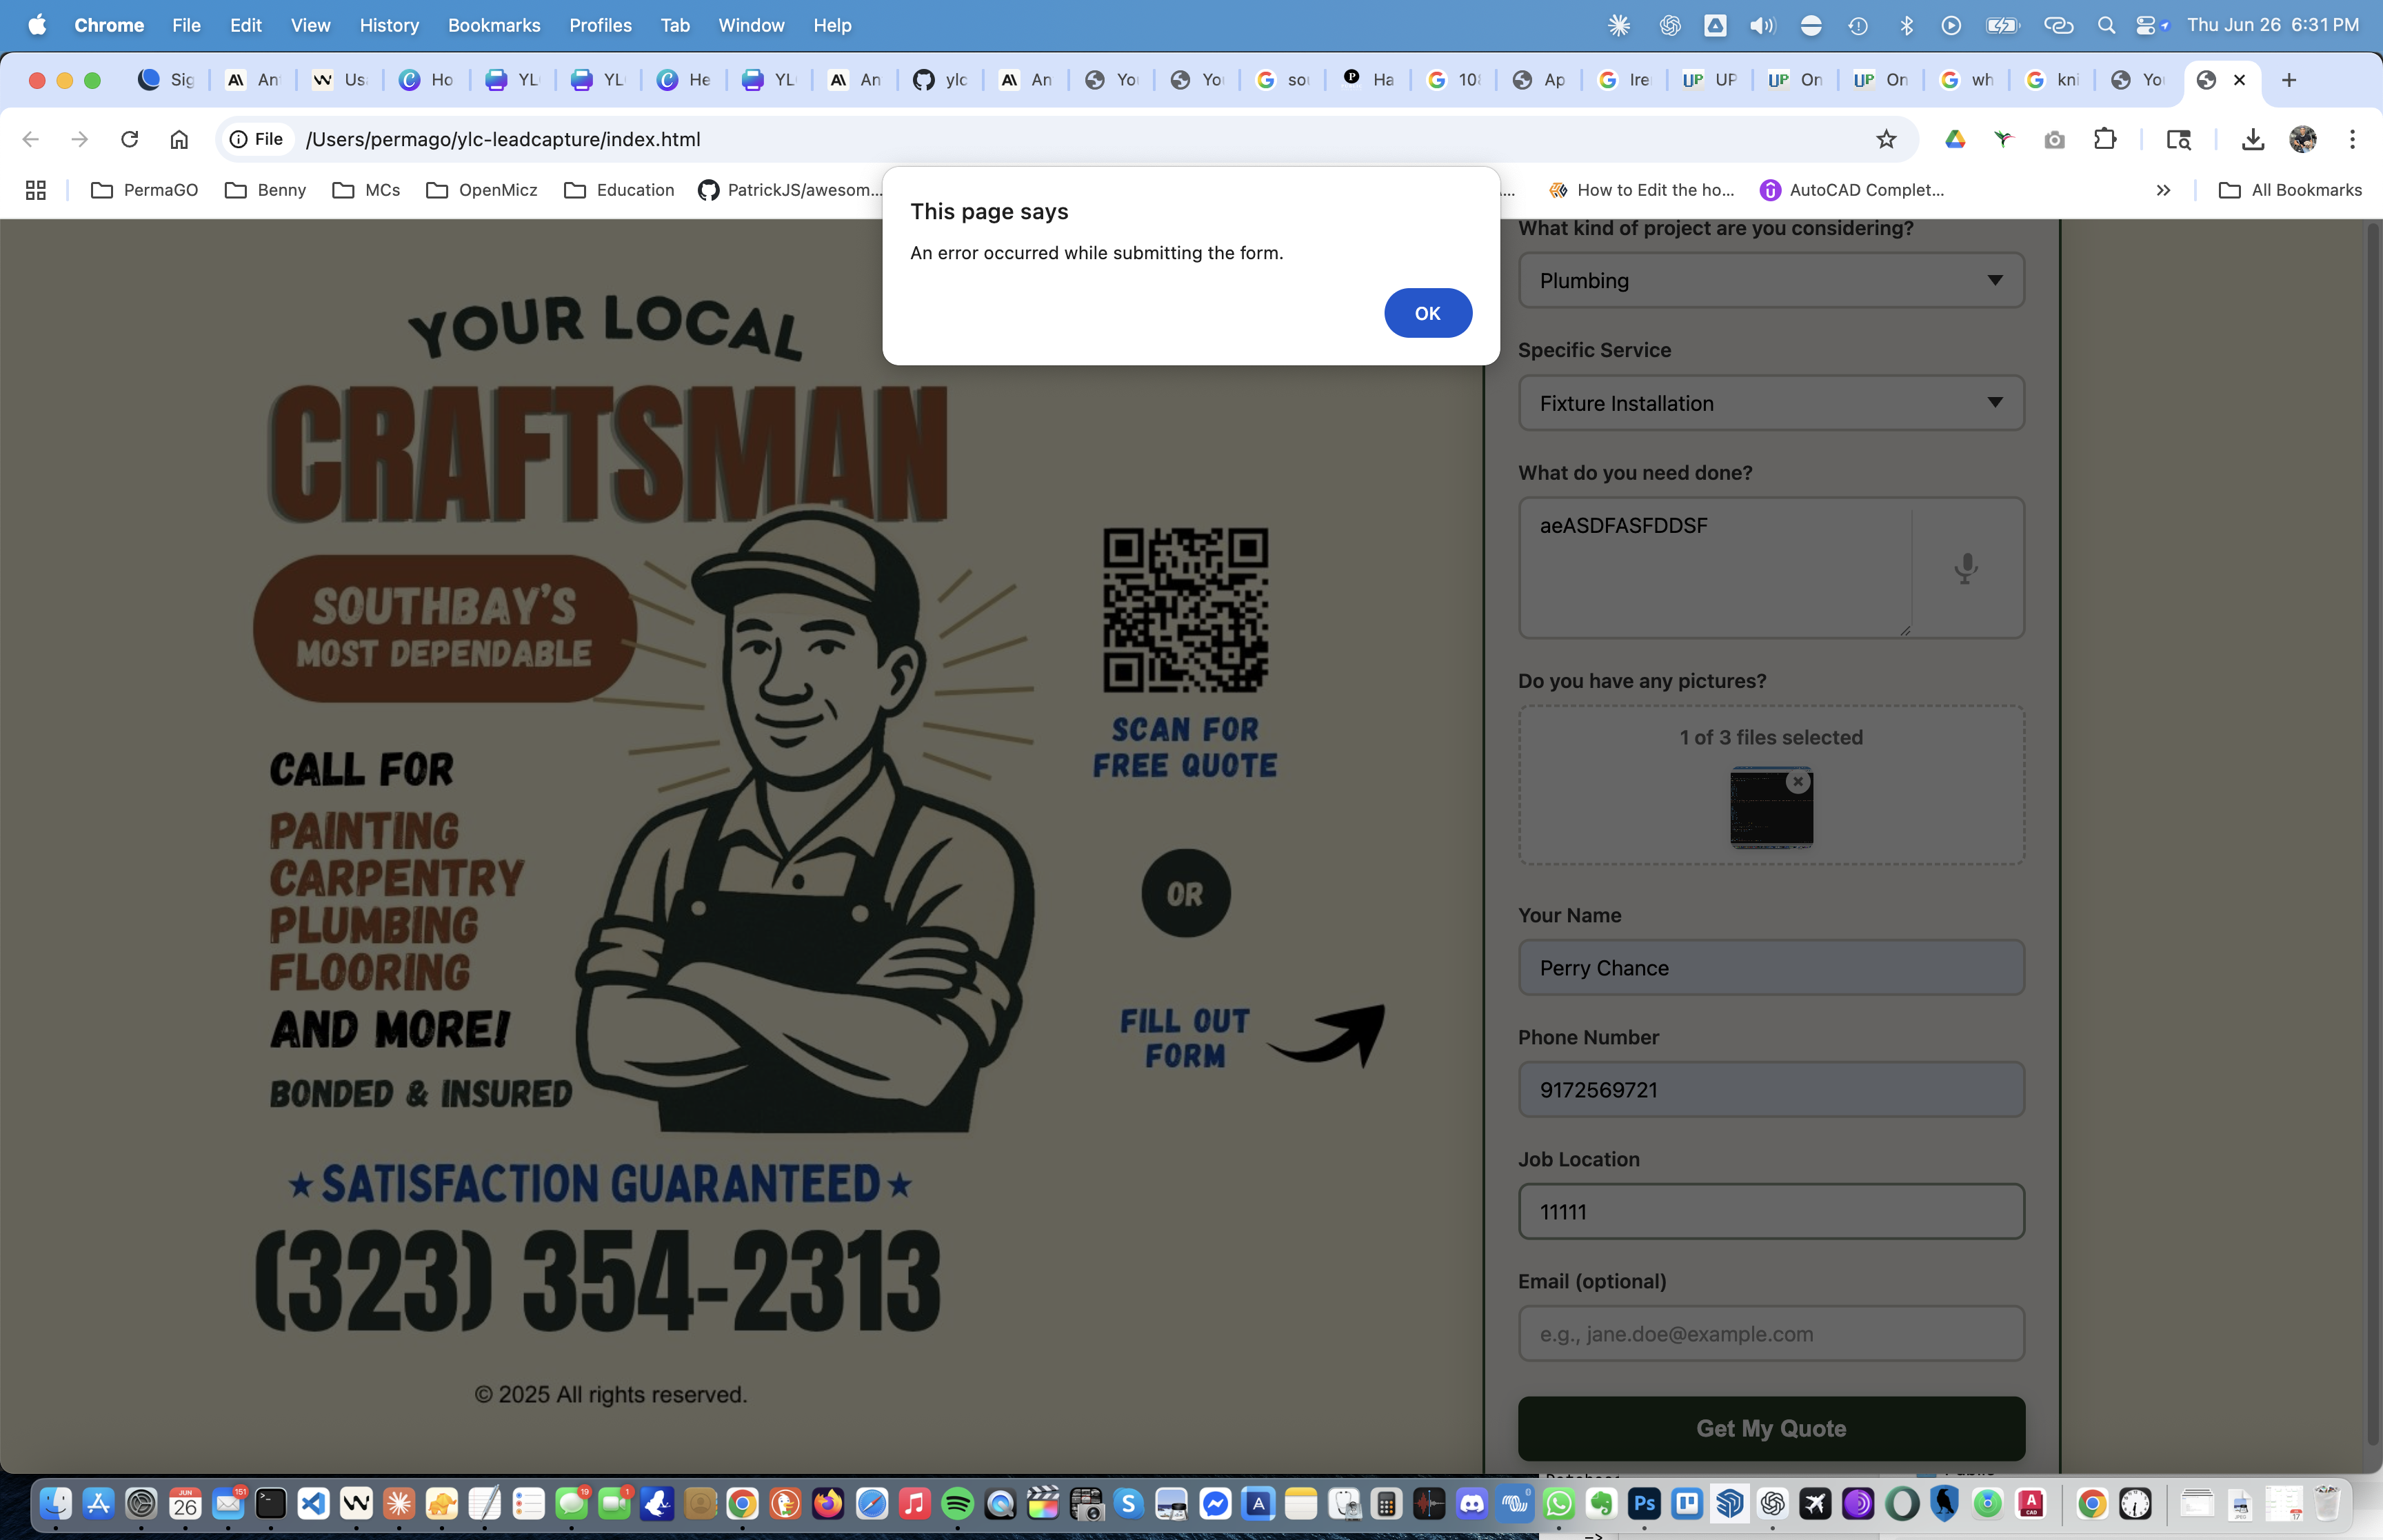 Chrome File Edit View History Bookmarks Profiles Tab Window Help Thu Jun 26 6:31 PM
Sig An Us Ho YL YL He YL An ylc An Yo Yo so Ha 10 Ap Ire UP On On wh kni Yo
File /Users/permago/ylc-leadcapture/index.html
PermaGO Benny MCs OpenMicz Education PatrickJS/awesom... How to Edit the ho... AutoCAD Complet... All Bookmarks
This page says
An error occurred while submitting the form.
OK
YOUR LOCAL
CRAFTSMAN
SOUTHBAY'S
MOST DEPENDABLE
CALL FOR
PAINTING
CARPENTRY
PLUMBING
FLOORING
AND MORE!
BONDED & INSURED
SCAN FOR
FREE QUOTE
OR
FILL OUT
FORM
SATISFACTION GUARANTEED
(323) 354-2313
© 2025 All rights reserved.
What kind of project are you considering?
Plumbing
Specific Service
Fixture Installation
What do you need done?
aeASDFASFDDSF
Do you have any pictures?
1 of 3 files selected
Your Name
Perry Chance
Phone Number
9172569721
Job Location
11111
Email (optional)
e.g., jane.doe@example.com
Get My Quote
JUN
26 151 19 1